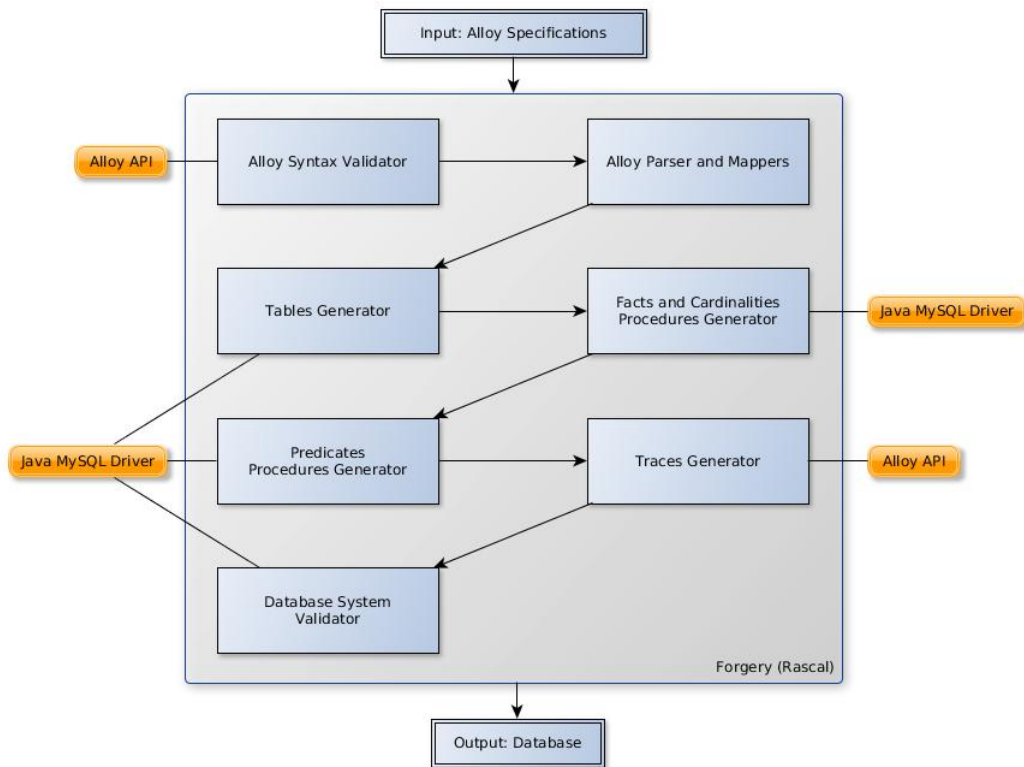 Input: Alloy Specifications
Alloy API
Alloy Syntax Validator
Alloy Parser and Mappers
Tables Generator
Facts and Cardinalities
Procedures Generator
Java MySQL Driver
Java MySQL Driver
Predicates
Procedures Generator
Traces Generator
Alloy API
Database System
Validator
Forgery (Rascal)
Output: Database